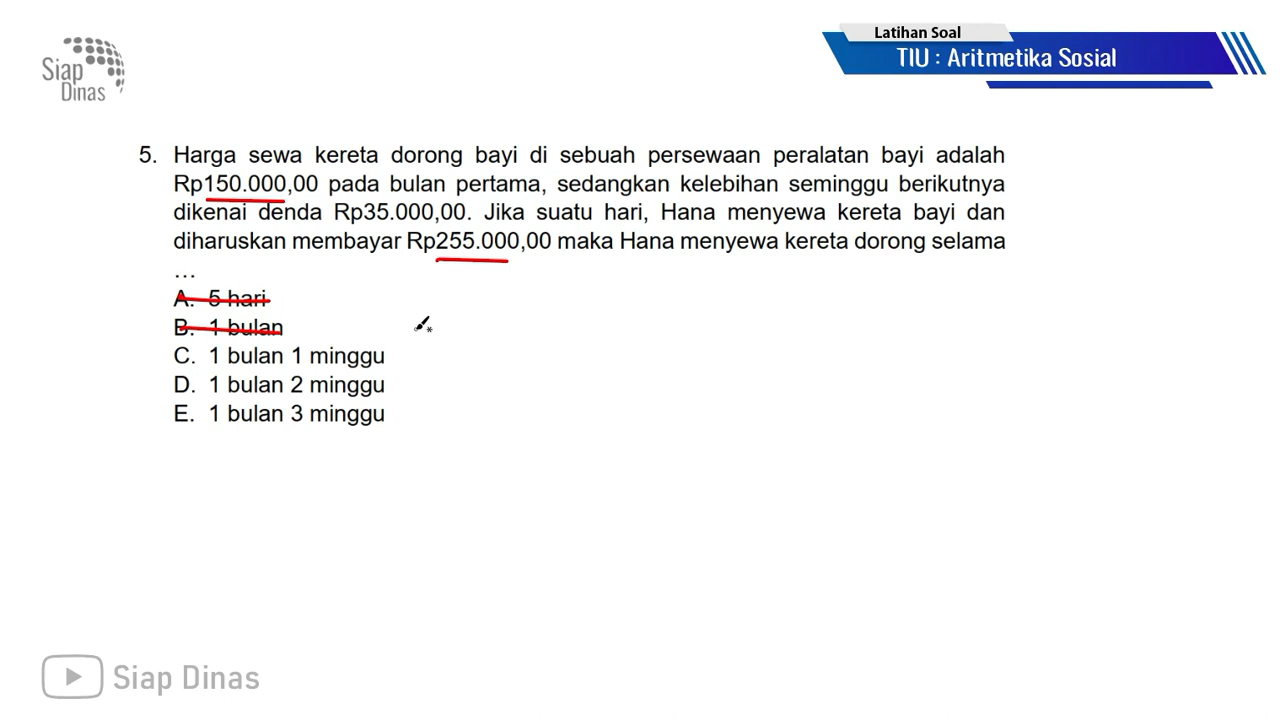 Siap
Dinas
Latihan Soal
TIU : Aritmetika Sosial
5. Harga sewa kereta dorong bayi di sebuah persewaan peralatan bayi adalah
Rp150.000,00 pada bulan pertama, sedangkan kelebihan seminggu berikutnya
dikenai denda Rp35.000,00. Jika suatu hari, Hana menyewa kereta bayi dan
diharuskan membayar Rp255.000,00 maka Hana menyewa kereta dorong selama
...
A. 5 hari
B. 1 bulan
C. 1 bulan 1 minggu
D. 1 bulan 2 minggu
E. 1 bulan 3 minggu
Siap Dinas